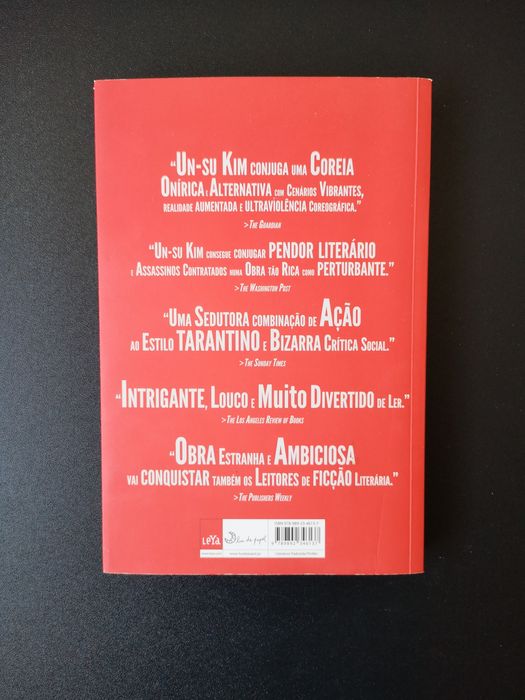 “Un-su Kim conjuga uma Coreia
Onírica e Alternativa com Cenários Vibrantes,
realidade aumentada e ultraviolência coreográfica.”
>The Guardian
“Un-su Kim consegue conjugar PENDOR LITERÁRIO
e Assassinos Contratados numa Obra tão Rica como PERTURBANTE.”
>The Washington Post
“Uma Sedutora combinação de Ação
ao Estilo TARANTINO e Bizarra Crítica Social.”
>The Sunday Times
“Intrigante, Louco e Muito Divertido de Ler.”
>The Los Angeles Review of Books
“Obra Estranha e Ambiciosa
vai CONQUISTAR também os Leitores de FICÇÃO Literária.”
>The Publishers Weekly
LeYa
lua de papel